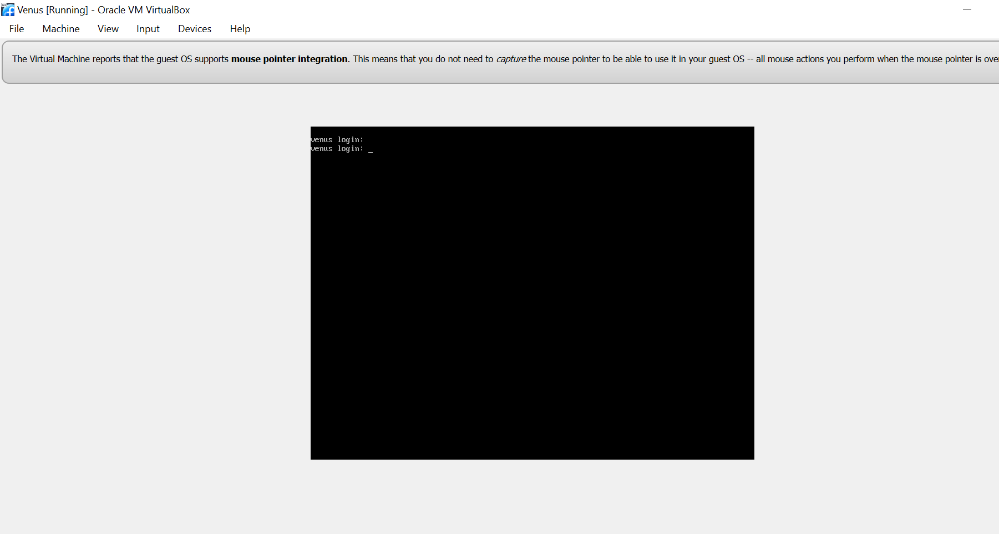 Venus [Running] - Oracle VM VirtualBox
File Machine View Input Devices Help
The Virtual Machine reports that the guest OS supports mouse pointer integration. This means that you do not need to capture the mouse pointer to be able to use it in your guest OS -- all mouse actions you perform when the mouse pointer is over
venus login:
venus login: _